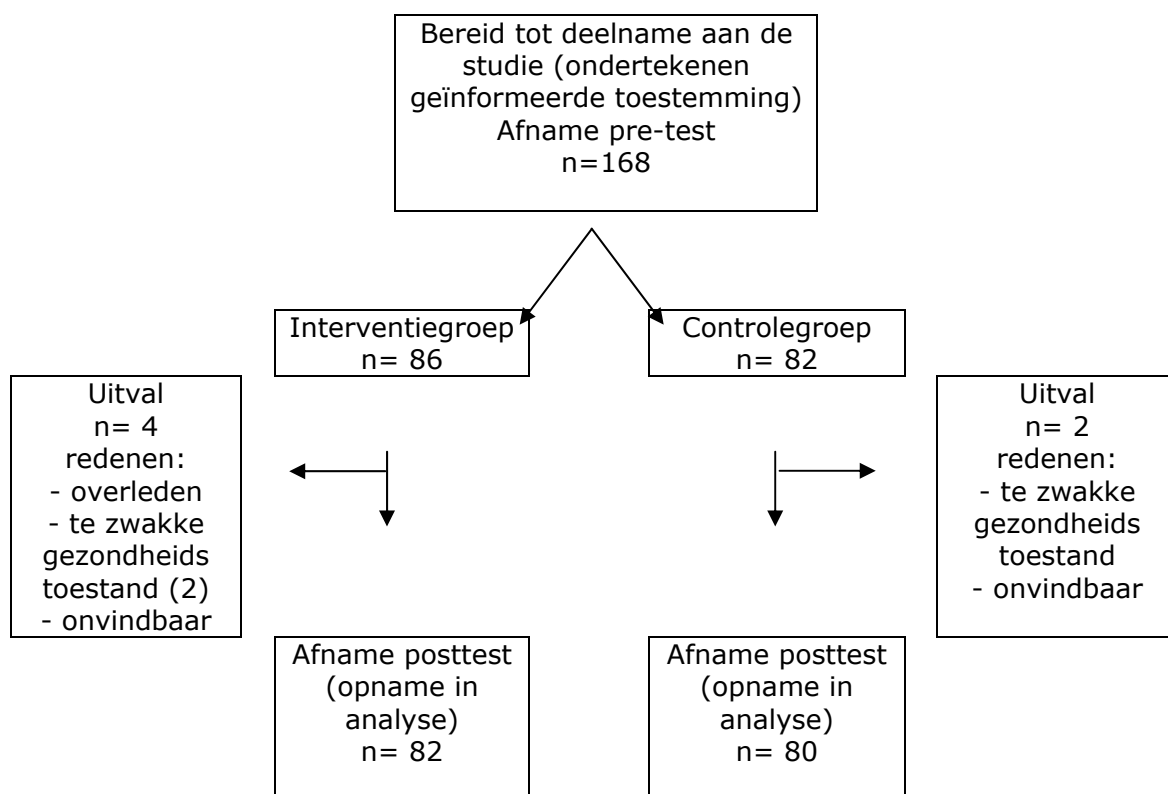 Bereid tot deelname aan de
studie (ondertekenen
geïnformeerde toestemming)
Afname pre-test
n=168
Interventiegroep
n= 86
Controlegroep
n= 82
Uitval
n= 4
redenen:
- overleden
- te zwakke
gezondheids
toestand (2)
- onvindbaar
Uitval
n= 2
redenen:
- te zwakke
gezondheids
toestand
- onvindbaar
Afname posttest
(opname in
analyse)
n= 82
Afname posttest
(opname in
analyse)
n= 80